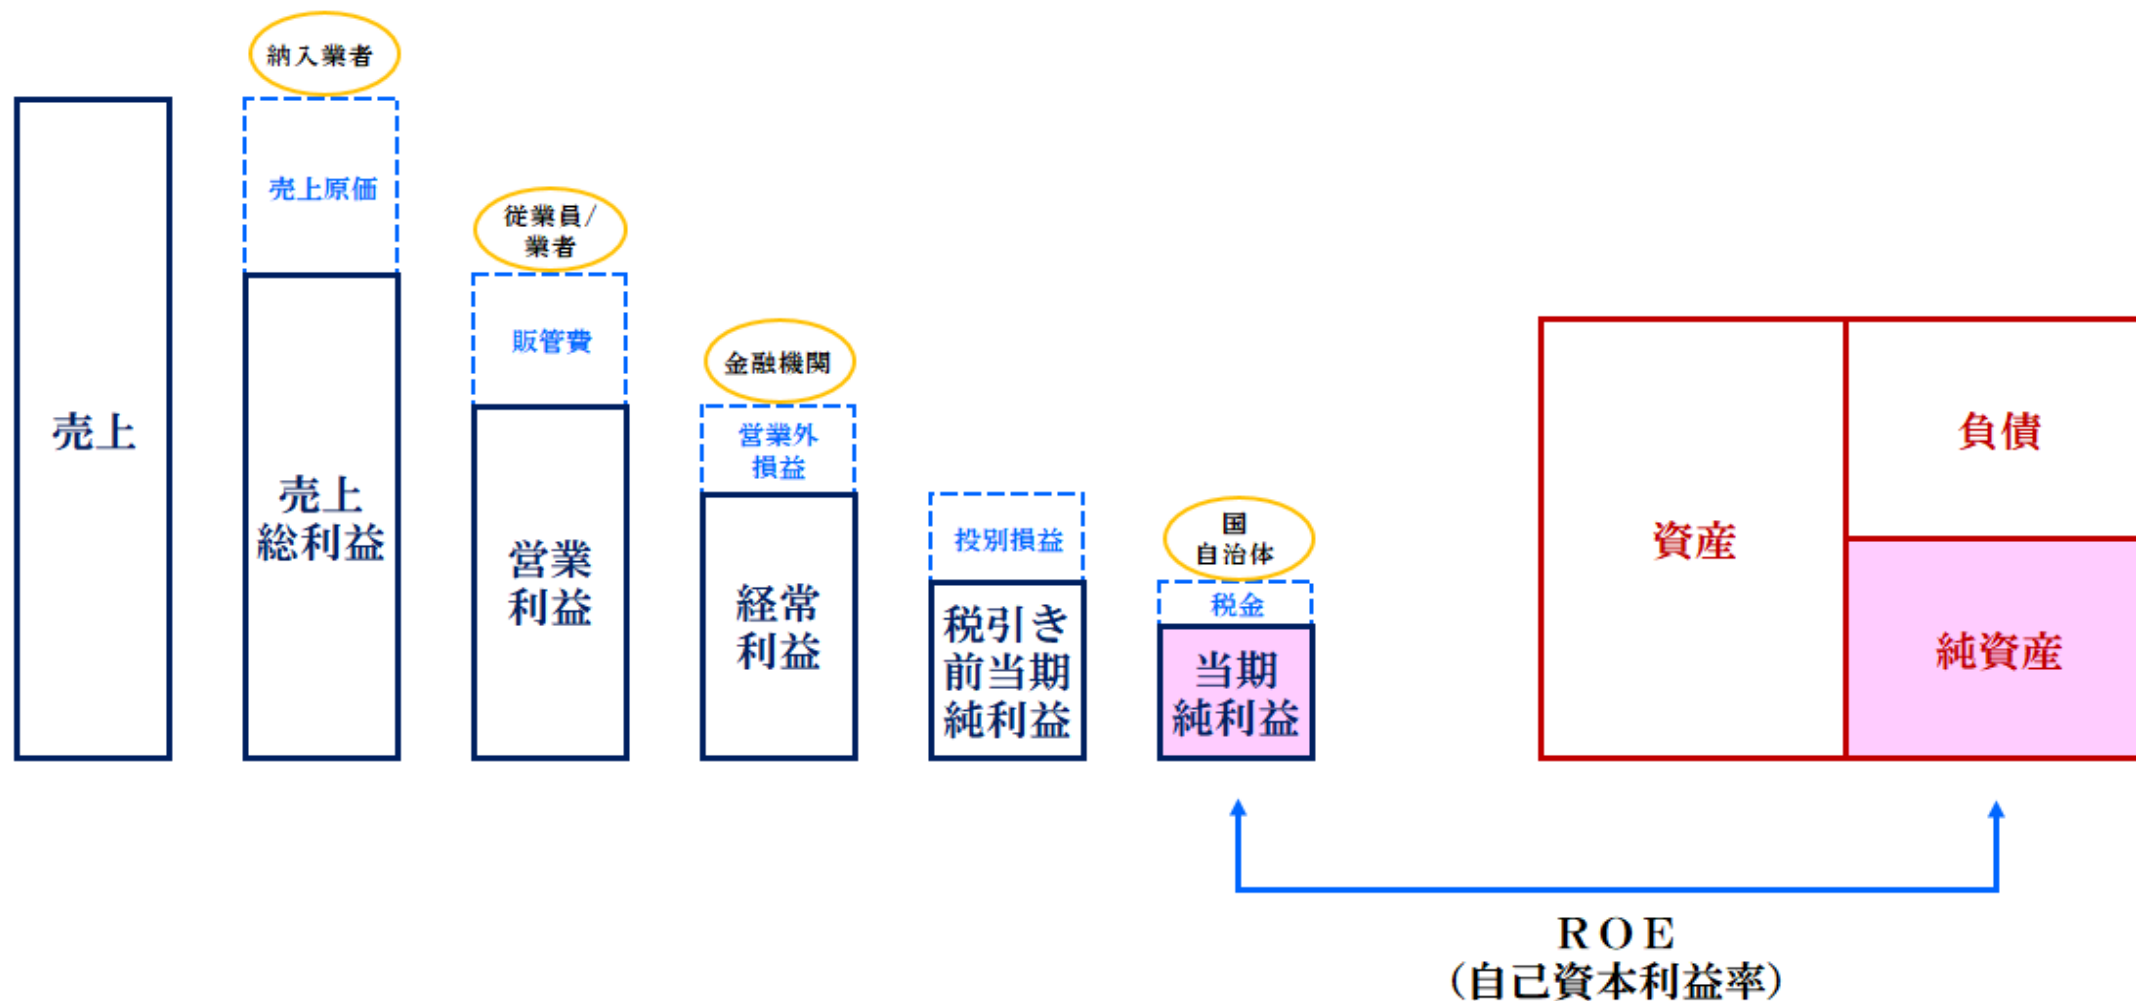 納入業者
売上原価
従業員/
業者
販管費
金融機関
売上
営業外
損益
負債
売上
総利益
投別損益
国
自治体
資産
営業
利益
経常
利益
税金
税引き
前当期
純利益
当期
純利益
純資産
ＲＯＥ
（自己資本利益率）